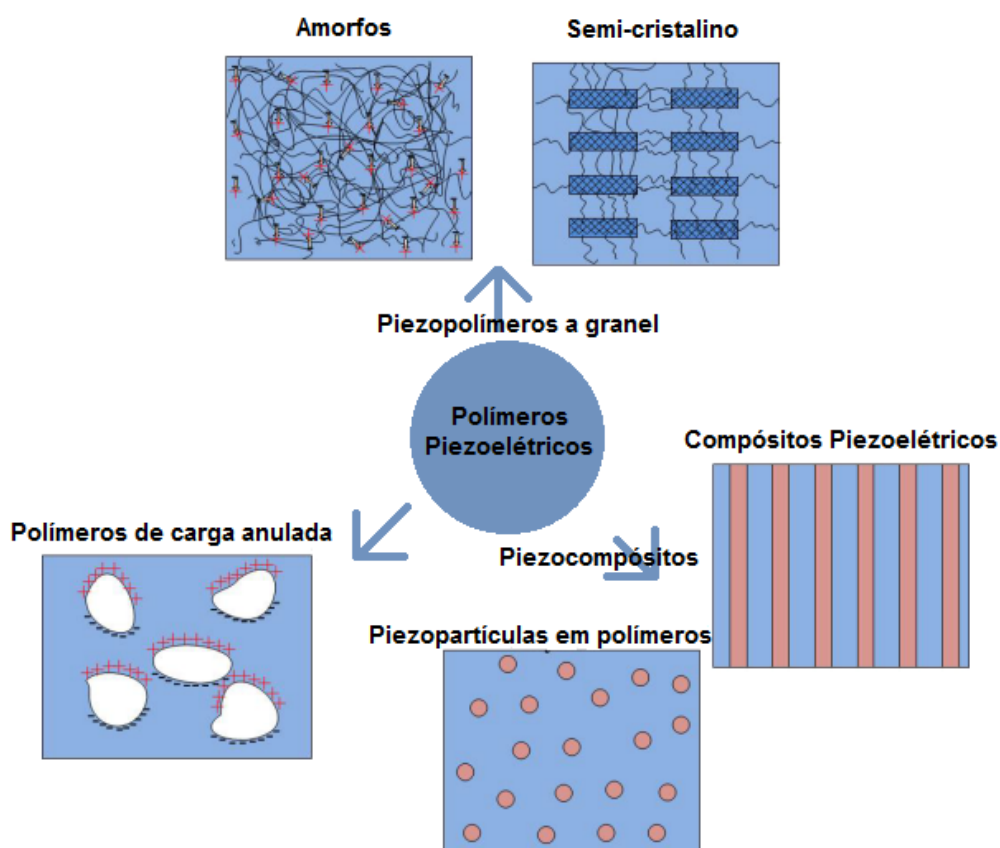 Amorfos
Semi-cristalino
Piezopolímeros a granel
Polímeros
Piezoelétricos
Compósitos Piezoelétricos
Polímeros de carga anulada
Piezocompósitos
Piezopartículas em polímeros